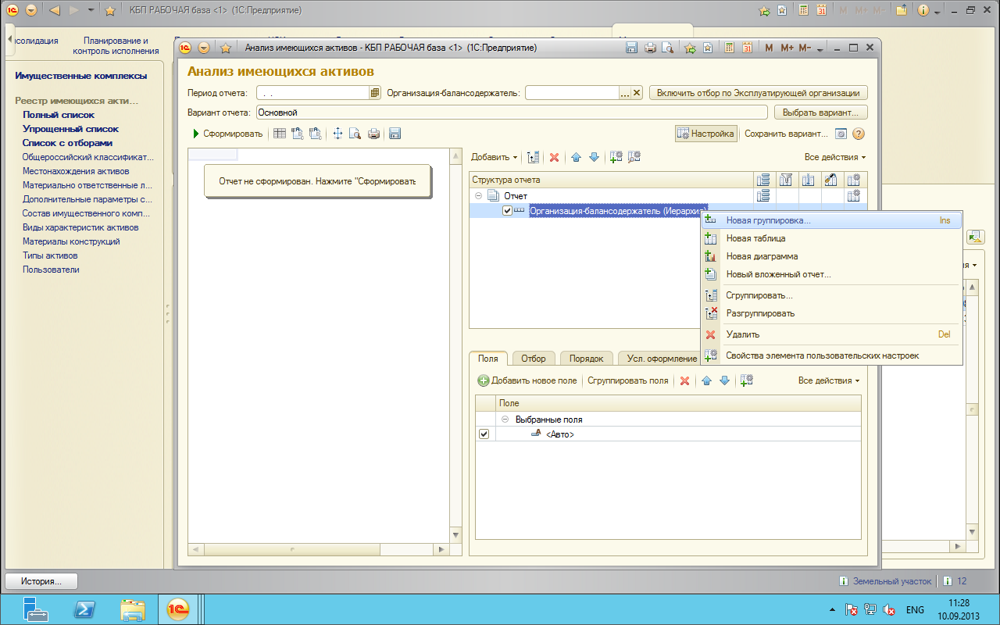 КБП РАБОЧАЯ база <1> (1С:Предприятие)
M M+ M-
солидация
Планирование и
контроль исполнения
Имущественные комплексы
Реестр имеющихся акти...
Полный список
Упрощенный список
Список с отборами
Общероссийский классификат...
Местонахождения активов
Материально ответственные л...
Дополнительные параметры с...
Состав имущественного комп...
Виды характеристик активов
Материалы конструкций
Типы активов
Пользователи
Анализ имеющихся активов - КБП РАБОЧАЯ база <1> (1С:Предприятие)
M M+ M-
Анализ имеющихся активов
Период отчета: . .
Организация-балансодержатель:
Включить отбор по Эксплуатирующей организации
Вариант отчета: Основной
Выбрать вариант...
Сформировать
Настройка
Сохранить вариант...
Отчет не сформирован. Нажмите "Сформировать
Добавить
Все действия
Структура отчета
Отчет
Организация-балансодержатель (Иерархия)
Новая группировка... Ins
Новая таблица
Новая диаграмма
Новый вложенный отчет...
Сгруппировать...
Разгруппировать
Удалить Del
Свойства элемента пользовательских настроек
Поля
Отбор
Порядок
Усл. оформление
Добавить новое поле
Сгруппировать поля
Все действия
Поле
Выбранные поля
<Авто>
История...
Земельный участок
12
1С
ENG
11:28
10.09.2013